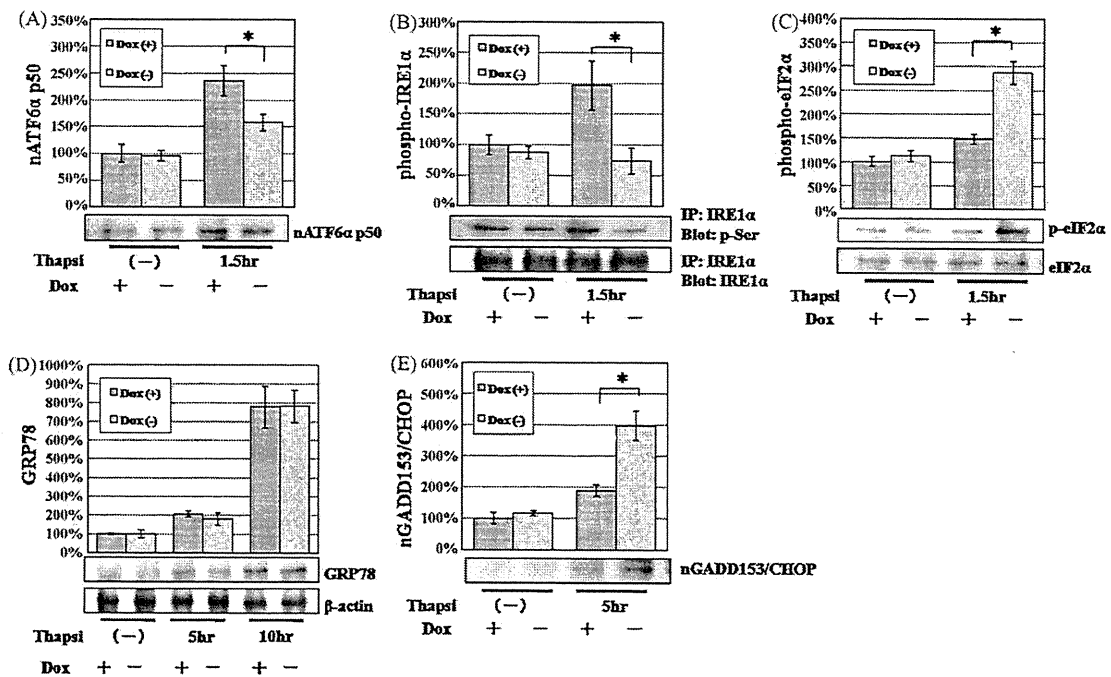 (A)
350%
300%
250%
200%
150%
100%
50%
0%
nATF6α p50
Dox (+)
Dox (-)
*
nATF6α p50
Thapsi (—) 1.5hr
Dox + — + —
(B)
300%
250%
200%
150%
100%
50%
0%
phospho-IRE1α
Dox (+)
Dox (-)
*
IP: IRE1α
Blot: p-Ser
IP: IRE1α
Blot: IRE1α
Thapsi (—) 1.5hr
Dox + — + —
(C)
400%
350%
300%
250%
200%
150%
100%
50%
0%
phospho-eIF2α
Dox (+)
Dox (-)
*
p-eIF2α
eIF2α
Thapsi (—) 1.5hr
Dox + — + —
(D)
1000%
900%
800%
700%
600%
500%
400%
300%
200%
100%
0%
GRP78
Dox (+)
Dox (-)
GRP78
β-actin
Thapsi (—) 5hr 10hr
Dox + — + — + —
(E)
600%
500%
400%
300%
200%
100%
0%
nGADD153/CHOP
Dox (+)
Dox (-)
*
nGADD153/CHOP
Thapsi (—) 5hr
Dox + — + —